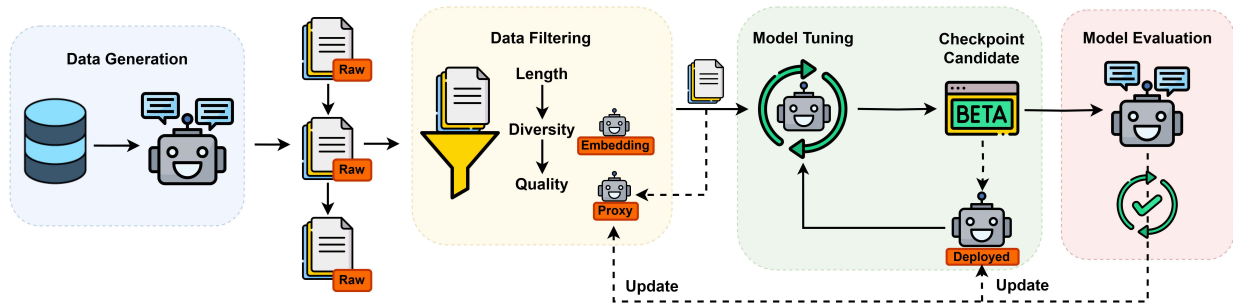 Data Generation
Raw
Raw
Raw
Data Filtering
Length
Diversity
Quality
Embedding
Proxy
Model Tuning
Checkpoint
Candidate
BETA
Deployed
Model Evaluation
Update
Update